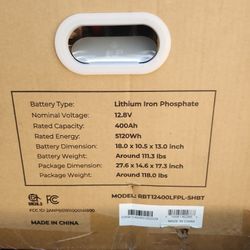 Battery Type: Lithium Iron Phosphate
Nominal Voltage: 12.8V
Rated Capacity: 400Ah
Rated Energy: 5120Wh
Battery Dimension: 18.0 x 10.5 x 13.0 inch
Battery Weight: Around 111.3 lbs
Package Dimension: 27.6 x 14.6 x 17.3 inch
Package Weight: Around 118.0 lbs
MODEL: RBT12400LFPL-SHBT
MADE IN CHINA